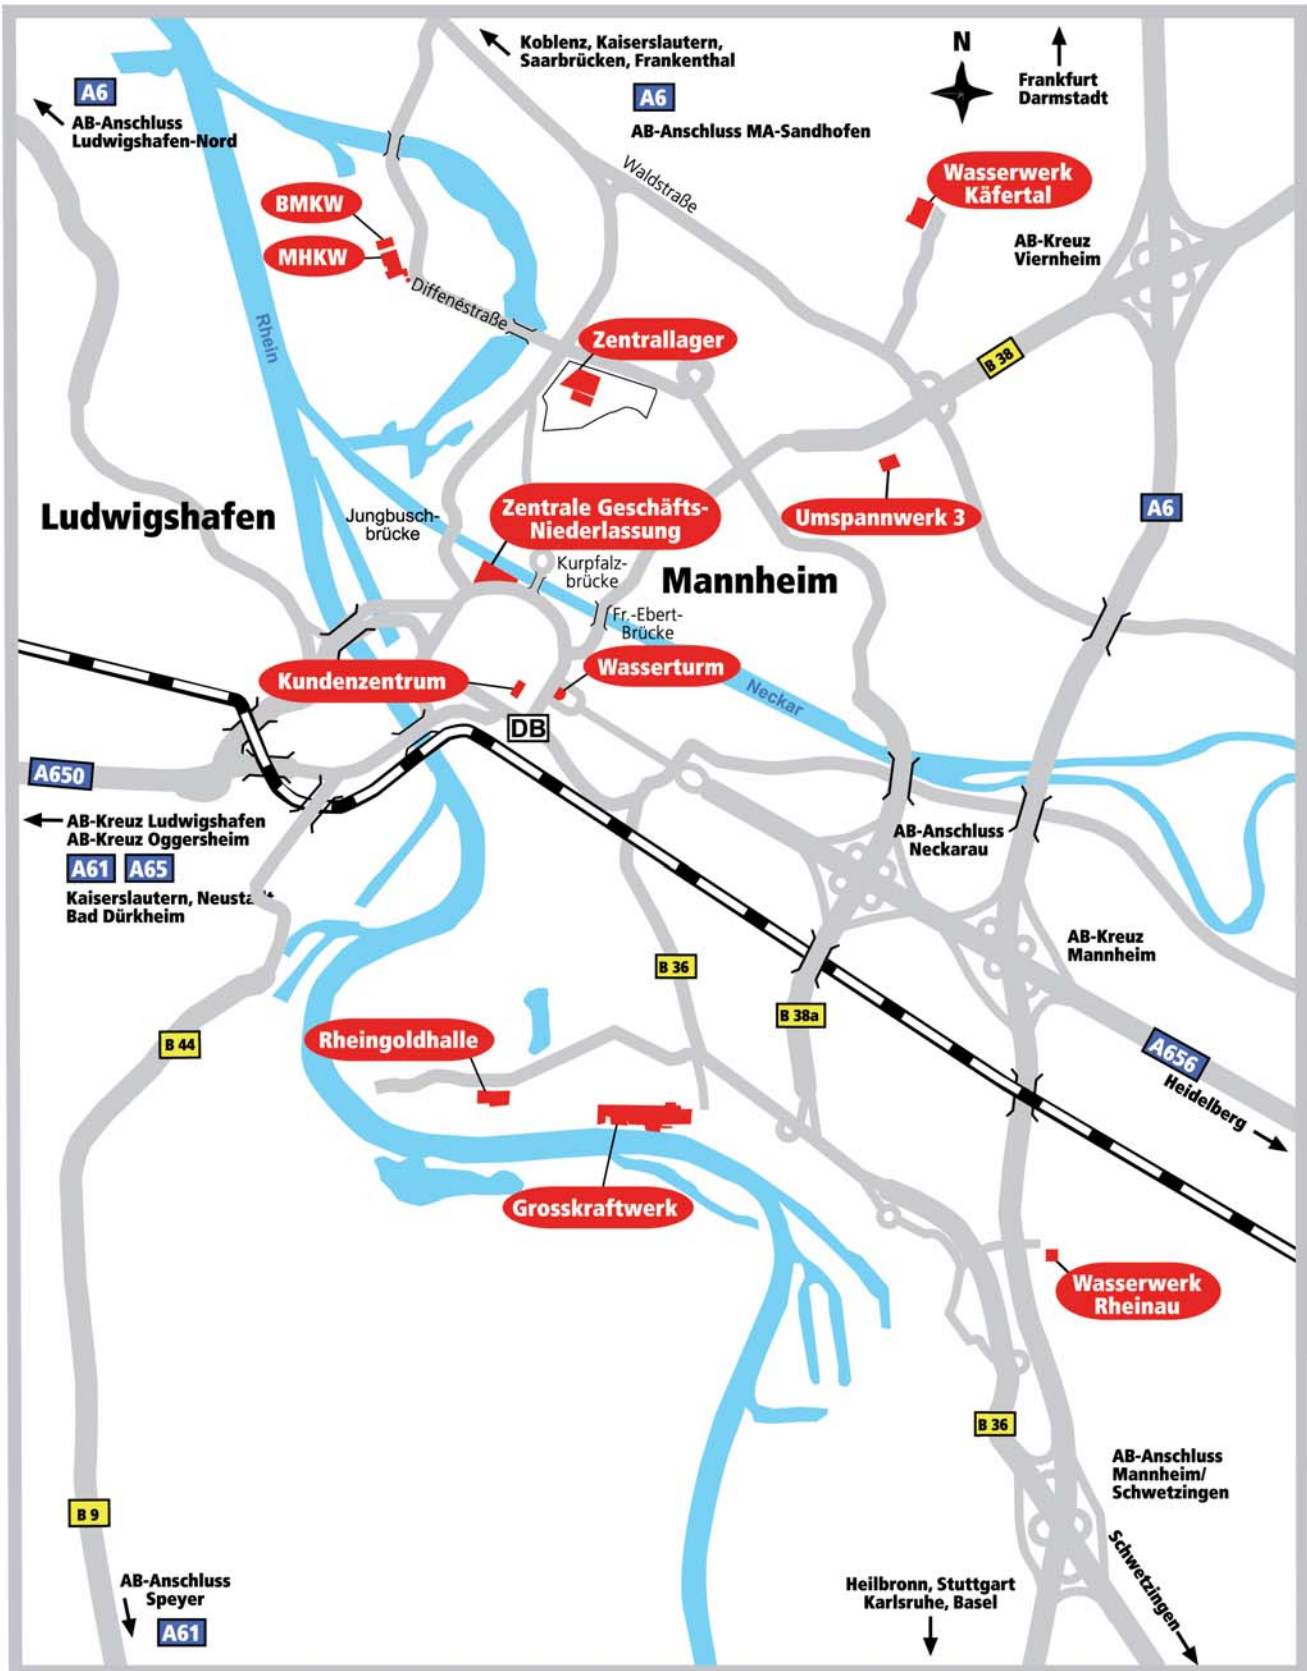 Koblenz, Kaiserslautern,
Saarbrücken, Frankenthal
A6
AB-Anschluss MA-Sandhofen
N
Frankfurt
Darmstadt
A6
AB-Anschluss
Ludwigshafen-Nord
Waldstraße
Wasserwerk
Käfertal
BMKW
MHKW
AB-Kreuz
Viernheim
Diffenéstraße
Rhein
Zentrallager
B 38
Ludwigshafen
Jungbusch-
brücke
Zentrale Geschäfts-
Niederlassung
Umspannwerk 3
A6
Kurpfalz-
brücke
Mannheim
Fr.-Ebert-
Brücke
Kundenzentrum
Wasserturm
Neckar
DB
A650
AB-Kreuz Ludwigshafen
AB-Kreuz Oggersheim
A61
A65
Kaiserslautern,
Bad Dürkheim
AB-Anschluss
Neckarau
AB-Kreuz
Mannheim
B 36
B 38a
B 44
Rheingoldhalle
A656
Heidelberg
Grosskraftwerk
Wasserwerk
Rheinau
B 36
AB-Anschluss
Mannheim/
Schwetzingen
B 9
Schwetzingen
AB-Anschluss
Speyer
A61
Heilbronn, Stuttgart
Karlsruhe, Basel